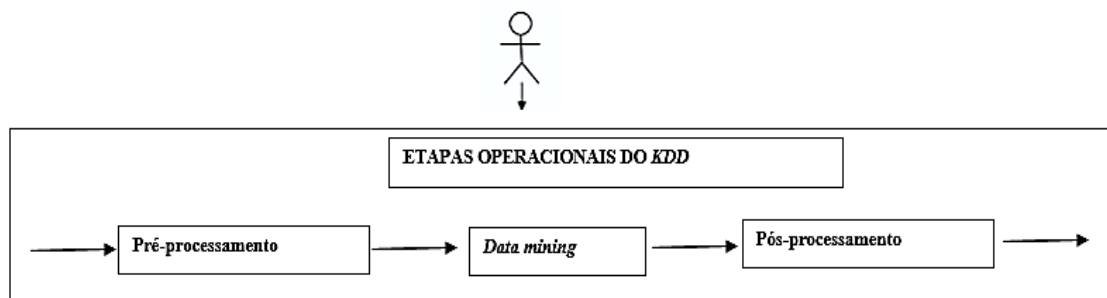 ETAPAS OPERACIONAIS DO KDD
Pré-processamento
Data mining
Pós-processamento